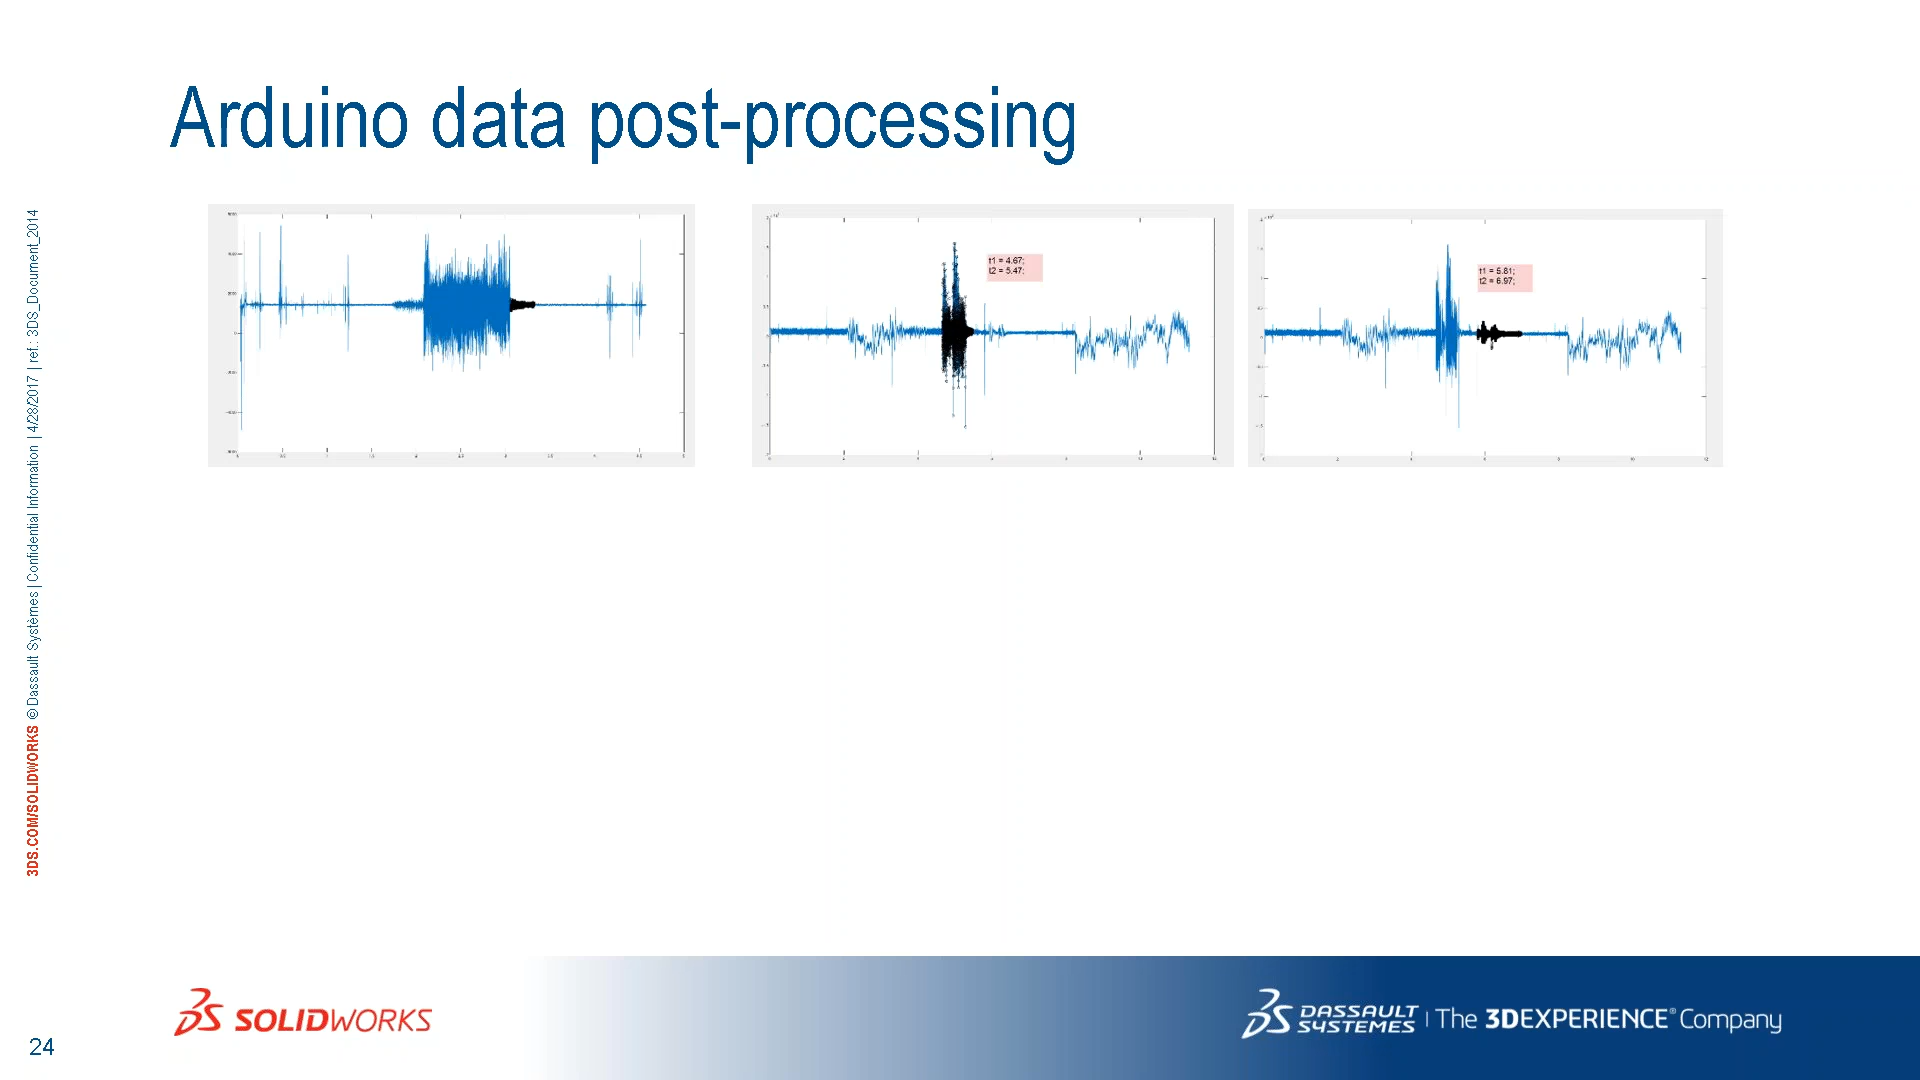 Arduino data post-processing
t1 = 4.67;
t2 = 5.47;
t1 = 5.81;
t2 = 6.97;
3DS.COM/SOLIDWORKS © Dassault Systèmes | Confidential Information | 4/28/2017 | ref.: 3DS_Document_2014
24
SOLIDWORKS
DASSAULT SYSTEMES | The 3DEXPERIENCE® Company